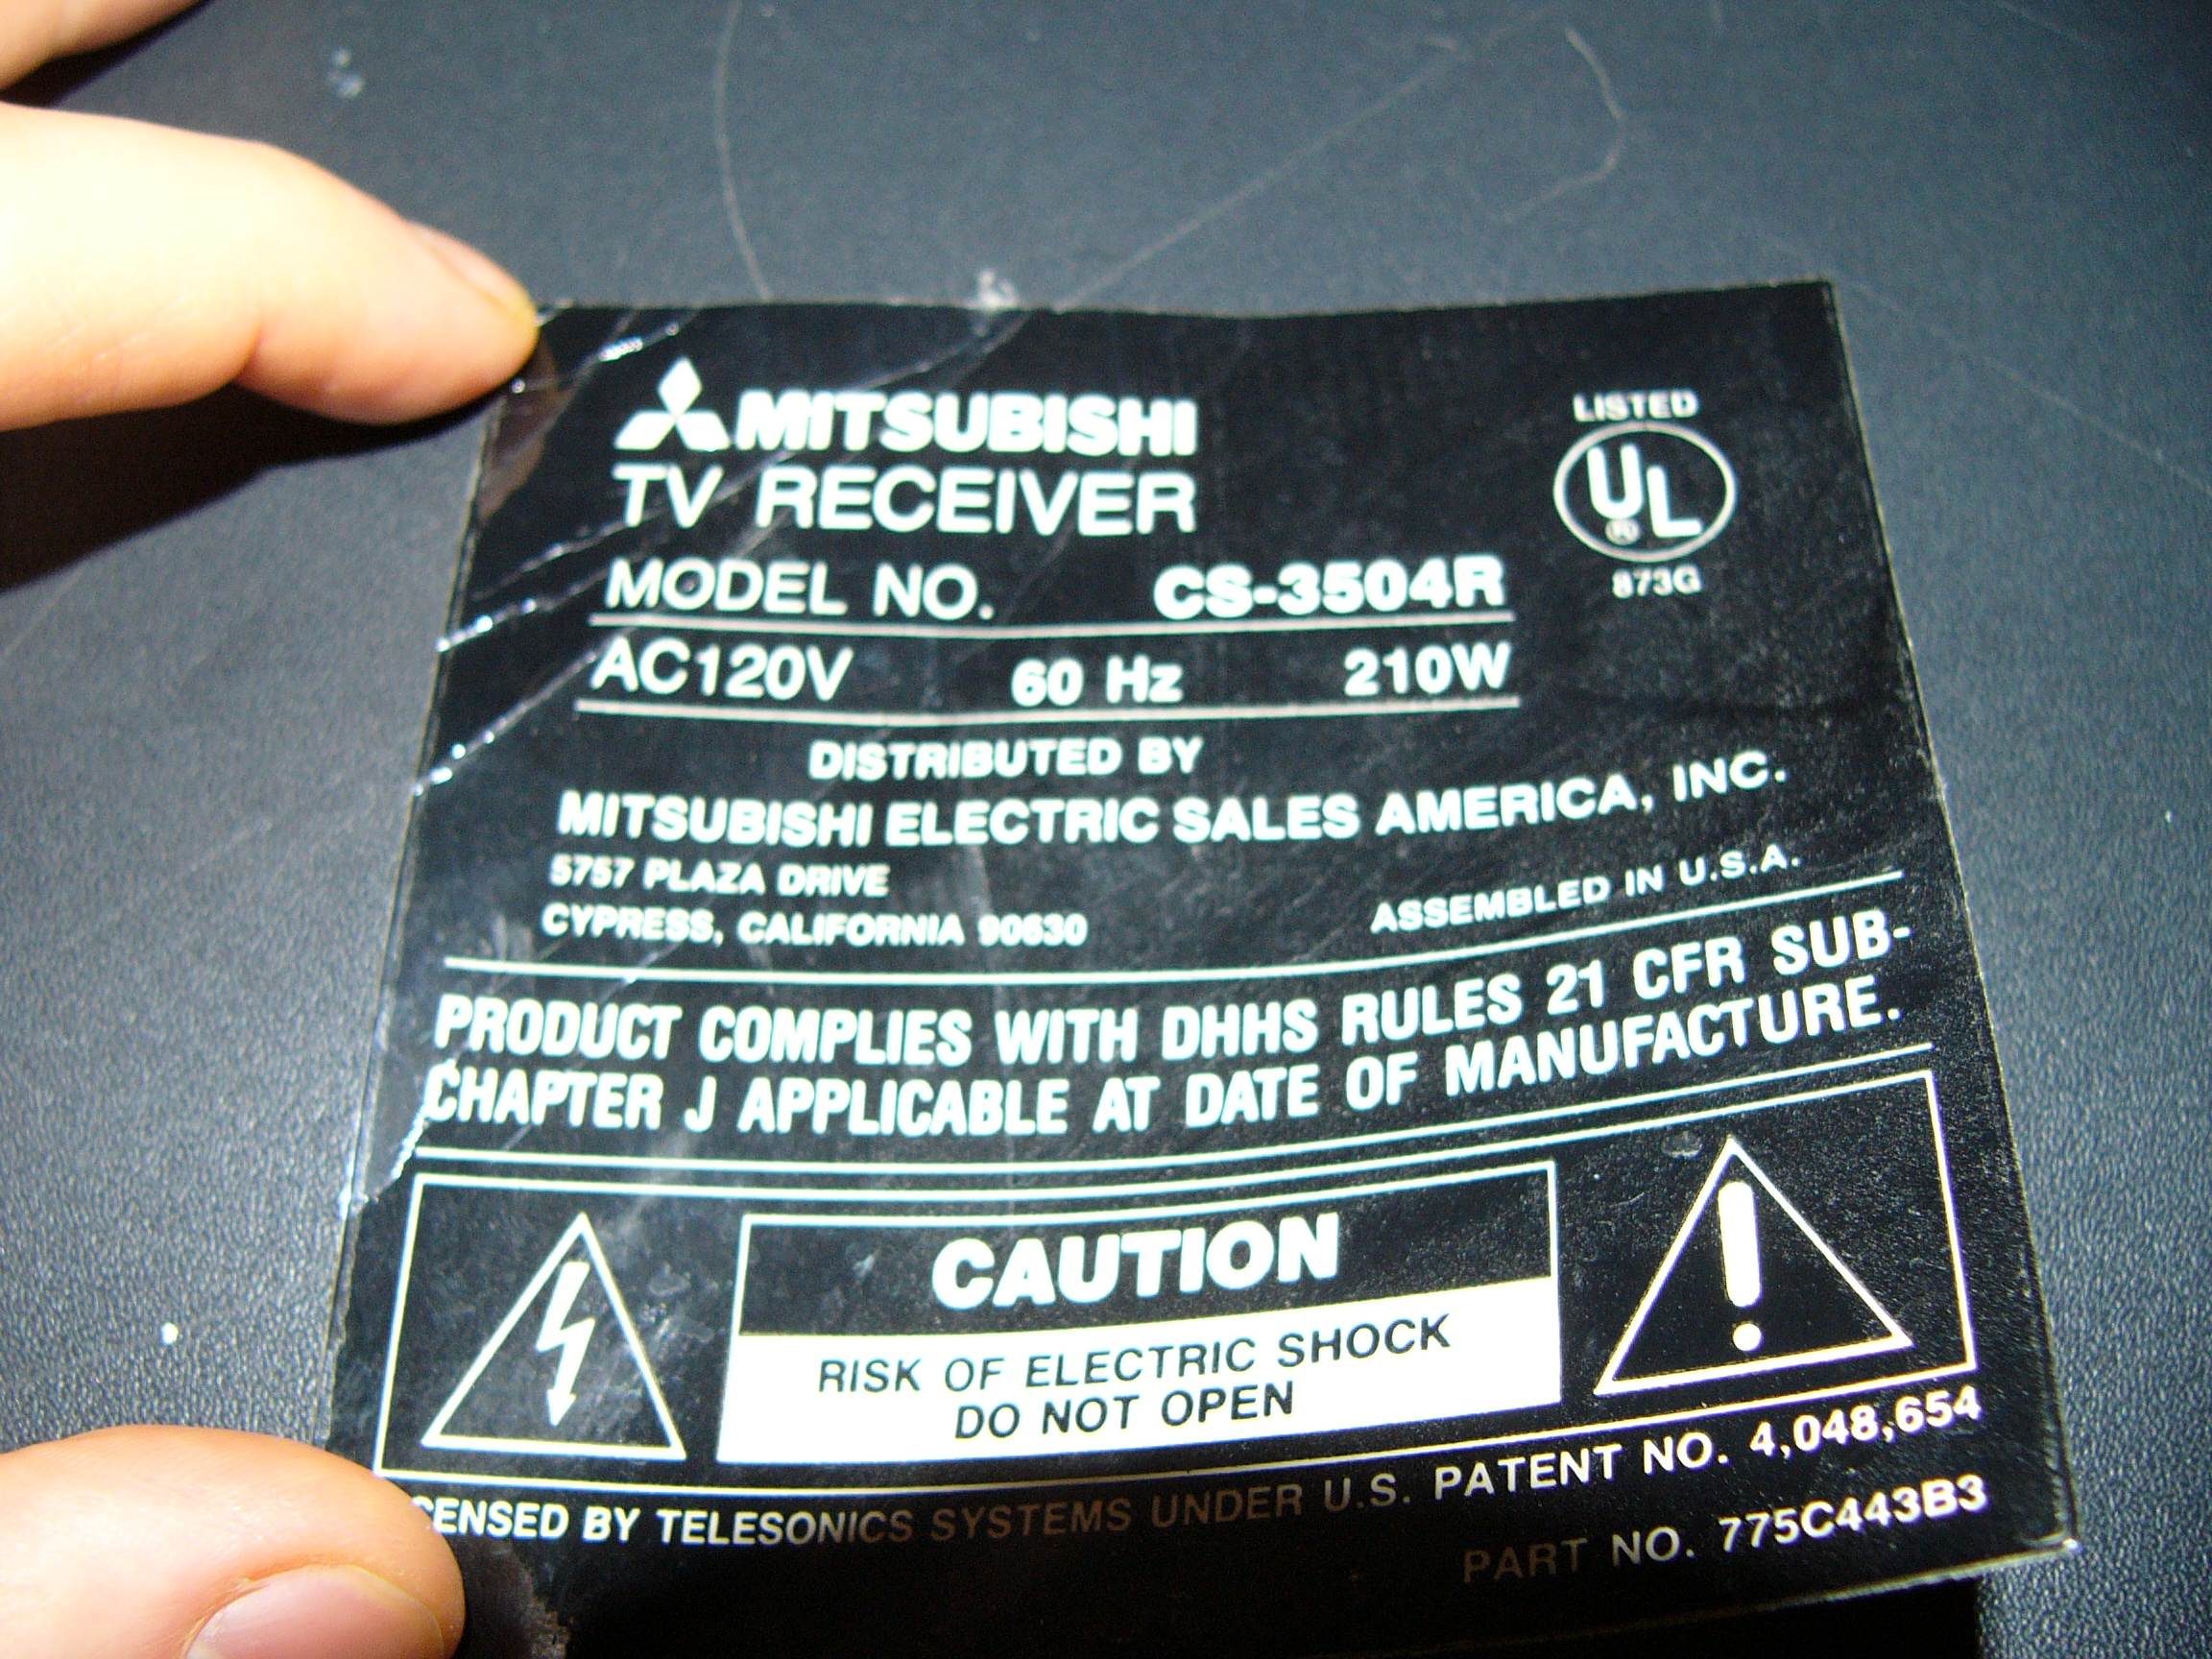 MITSUBISHI
TV RECEIVER
LISTED
UL
®
873G
MODEL NO. CS-3504R
AC120V 60 Hz 210W
DISTRIBUTED BY
MITSUBISHI ELECTRIC SALES AMERICA, INC.
5757 PLAZA DRIVE
CYPRESS, CALIFORNIA 90630
ASSEMBLED IN U.S.A.
PRODUCT COMPLIES WITH DHHS RULES 21 CFR SUB-
CHAPTER J APPLICABLE AT DATE OF MANUFACTURE.
CAUTION
RISK OF ELECTRIC SHOCK
DO NOT OPEN
CENSED BY TELESONICS SYSTEMS UNDER U.S. PATENT NO. 4,048,654
PART NO. 775C443B3